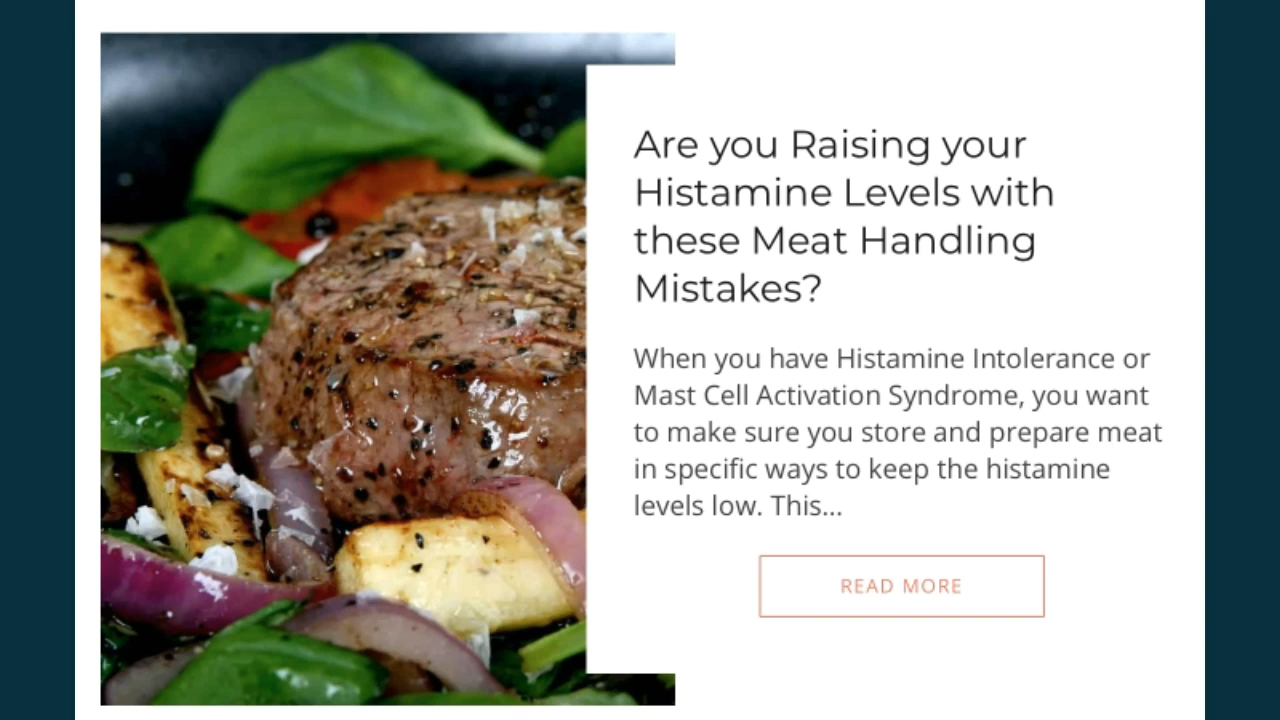 Are you Raising your
Histamine Levels with
these Meat Handling
Mistakes?
When you have Histamine Intolerance or
Mast Cell Activation Syndrome, you want
to make sure you store and prepare meat
in specific ways to keep the histamine
levels low. This...
READ MORE